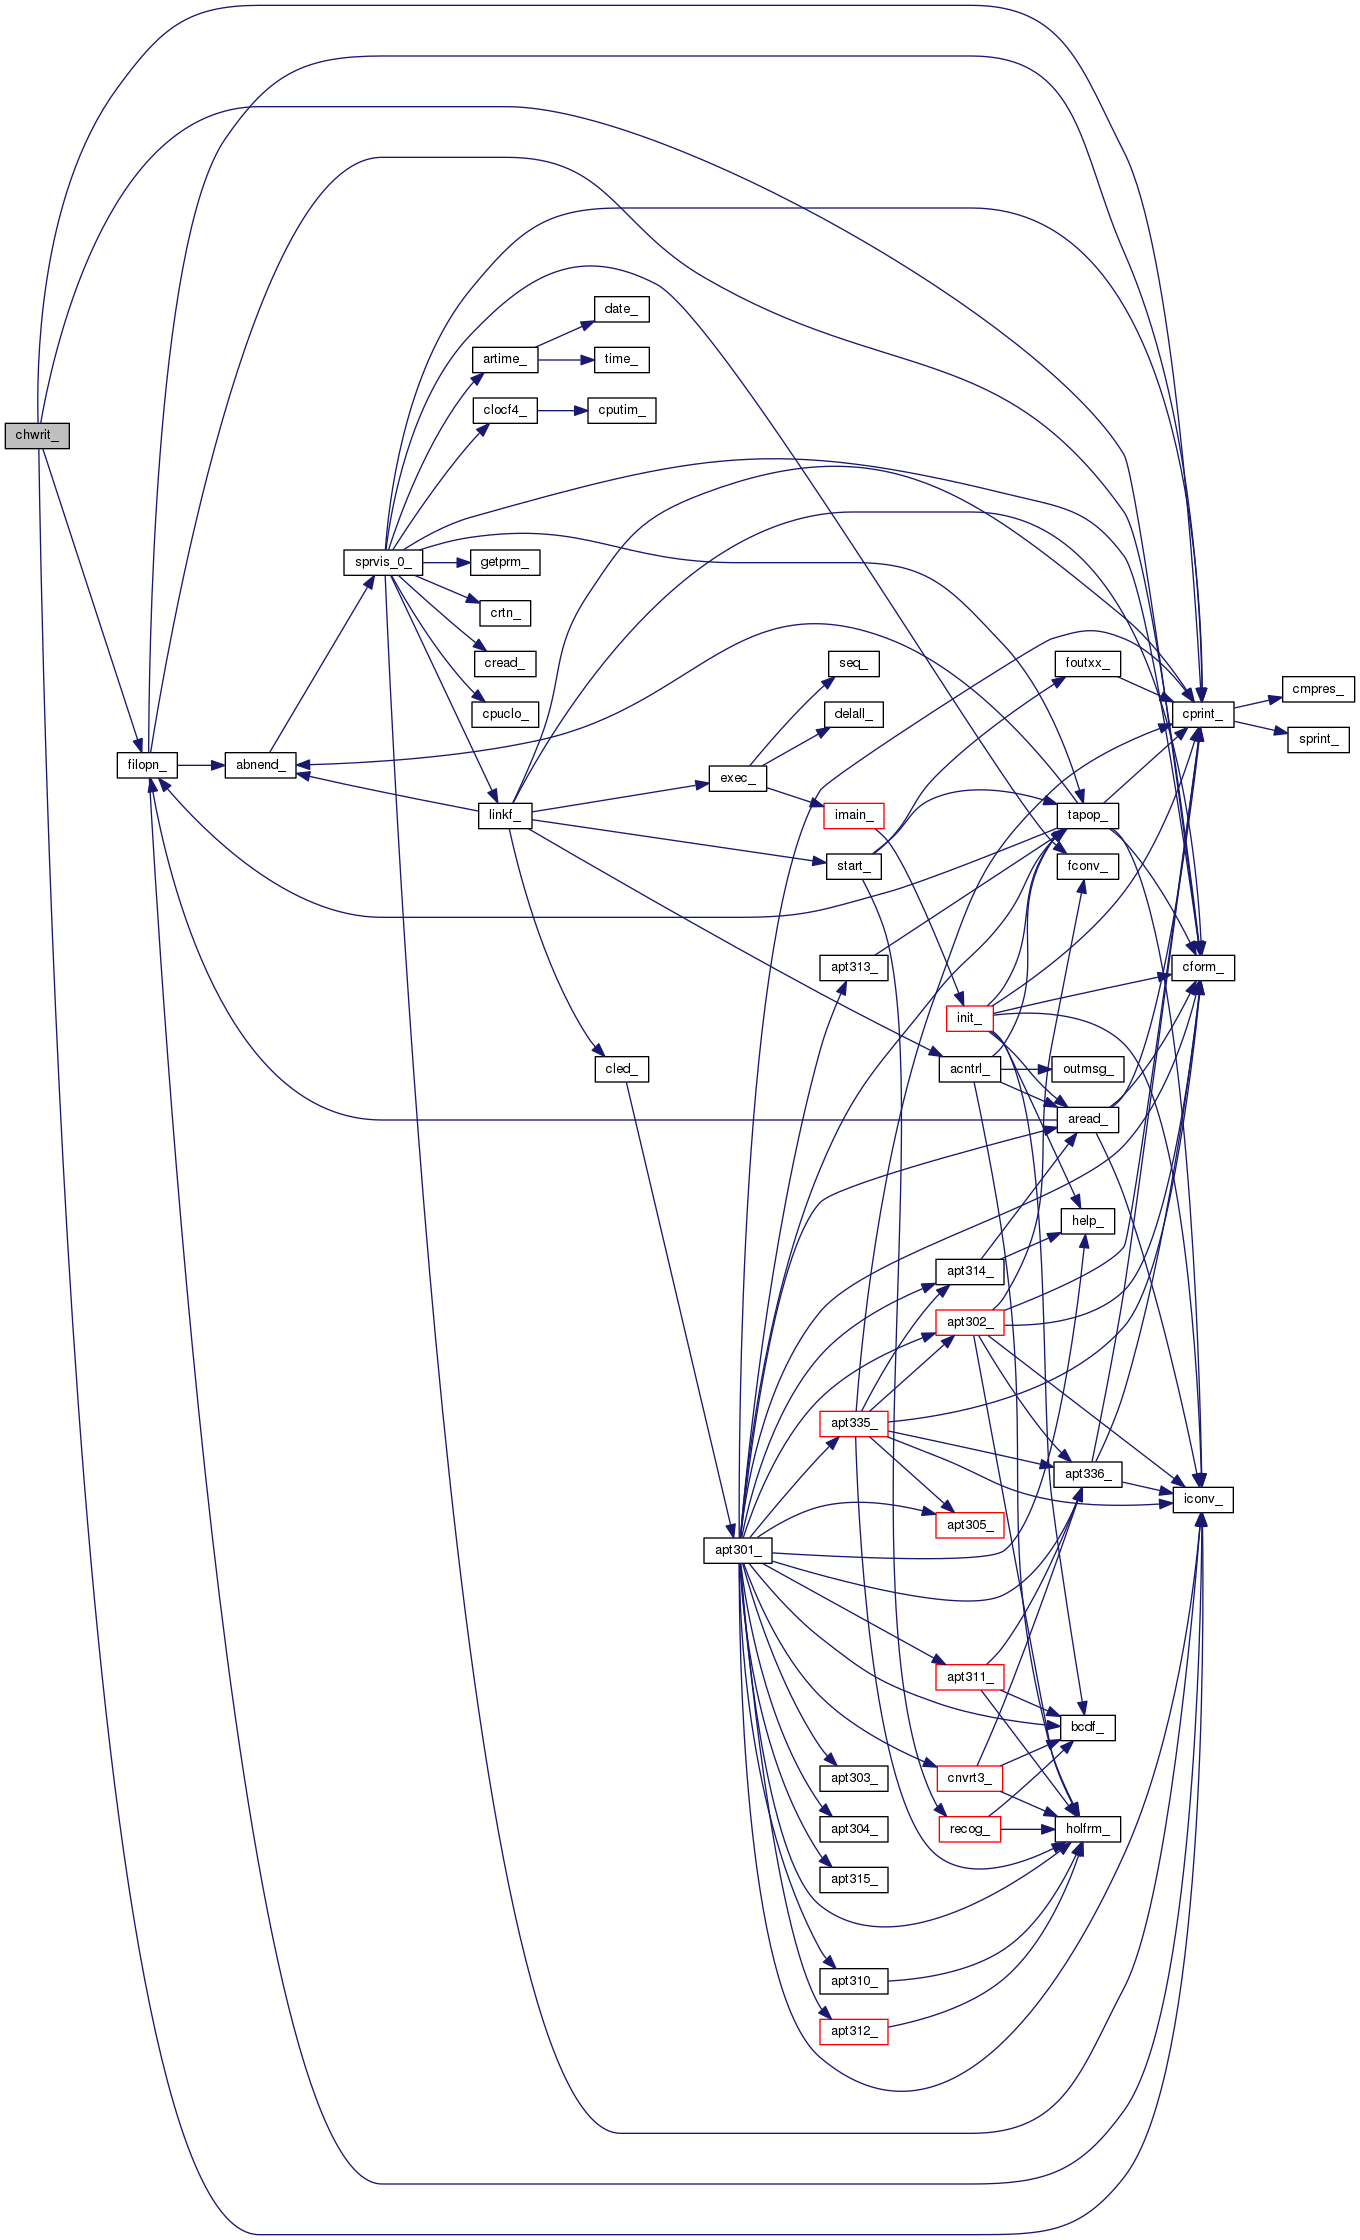 date_
artime_
time_
clocf4_
cputim_
chwrit_
sprvis_0_
getprm_
crtn_
cread_
seq_
foutxx_
cmpres_
cpuclo_
delall_
cprint_
sprint_
filopn_
abnend_
exec_
linkf_
imain_
tapop_
start_
fconv_
apt313_
cform_
init_
cled_
acntrl_
outmsg_
aread_
help_
apt314_
apt302_
apt335_
apt336_
iconv_
apt305_
apt301_
apt311_
bcdf_
apt303_
cnvrt3_
apt304_
recog_
holfrm_
apt315_
apt310_
apt312_